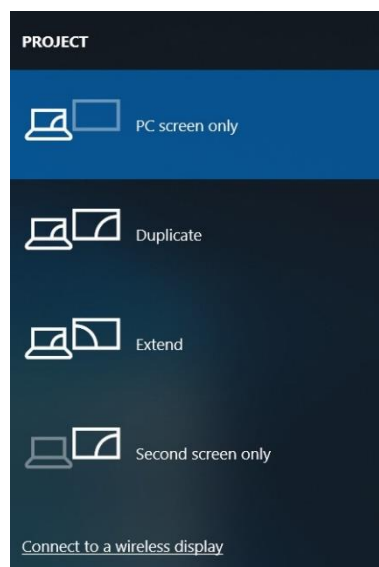 PROJECT
PC screen only
Duplicate
Extend
Second screen only
Connect to a wireless display